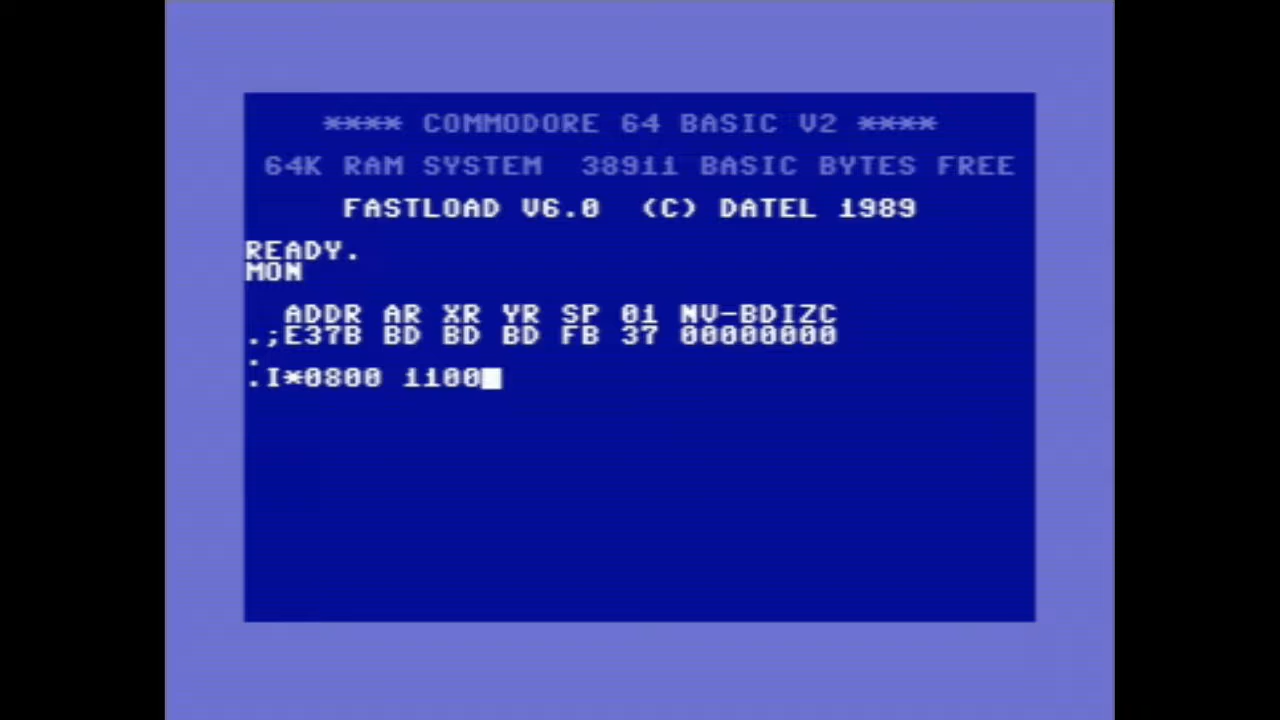 **** COMMODORE 64 BASIC V2 ****
64K RAM SYSTEM  38911 BASIC BYTES FREE
FASTLOAD V6.0  (C) DATEL 1989
READY.
MON
ADDR AR XR YR SP 01 NV-BDIZC
.;E37B BD BD BD FB 37 00000000
.
.I*0800 1100